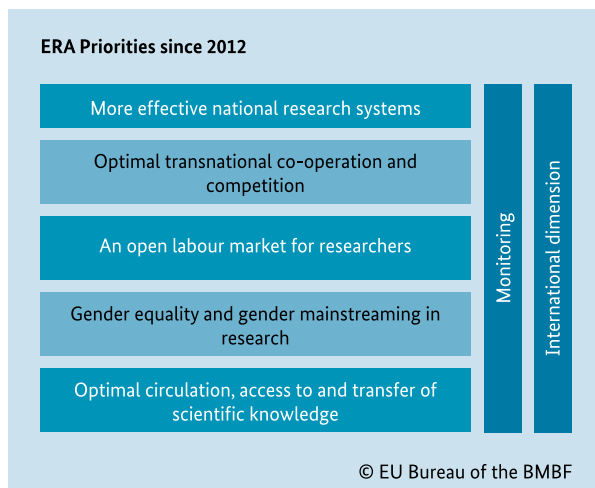 ERA Priorities since 2012
More effective national research systems
Optimal transnational co-operation and
competition
An open labour market for researchers
Gender equality and gender mainstreaming in
research
Optimal circulation, access to and transfer of
scientific knowledge
Monitoring
International dimension
© EU Bureau of the BMBF